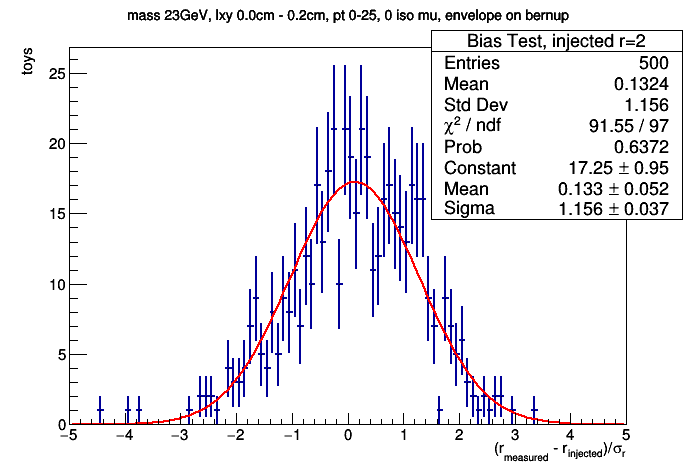 mass 23GeV, lxy 0.0cm - 0.2cm, pt 0-25, 0 iso mu, envelope on bernup
toys
Bias Test, injected r=2
Entries 500
Mean 0.1324
Std Dev 1.156
χ² / ndf 91.55 / 97
Prob 0.6372
Constant 17.25 ± 0.95
Mean 0.133 ± 0.052
Sigma 1.156 ± 0.037
25
20
15
10
5
0
−5 −4 −3 −2 −1 0 1 2 3 4 5
(r_measured - r_injected)/σ_r